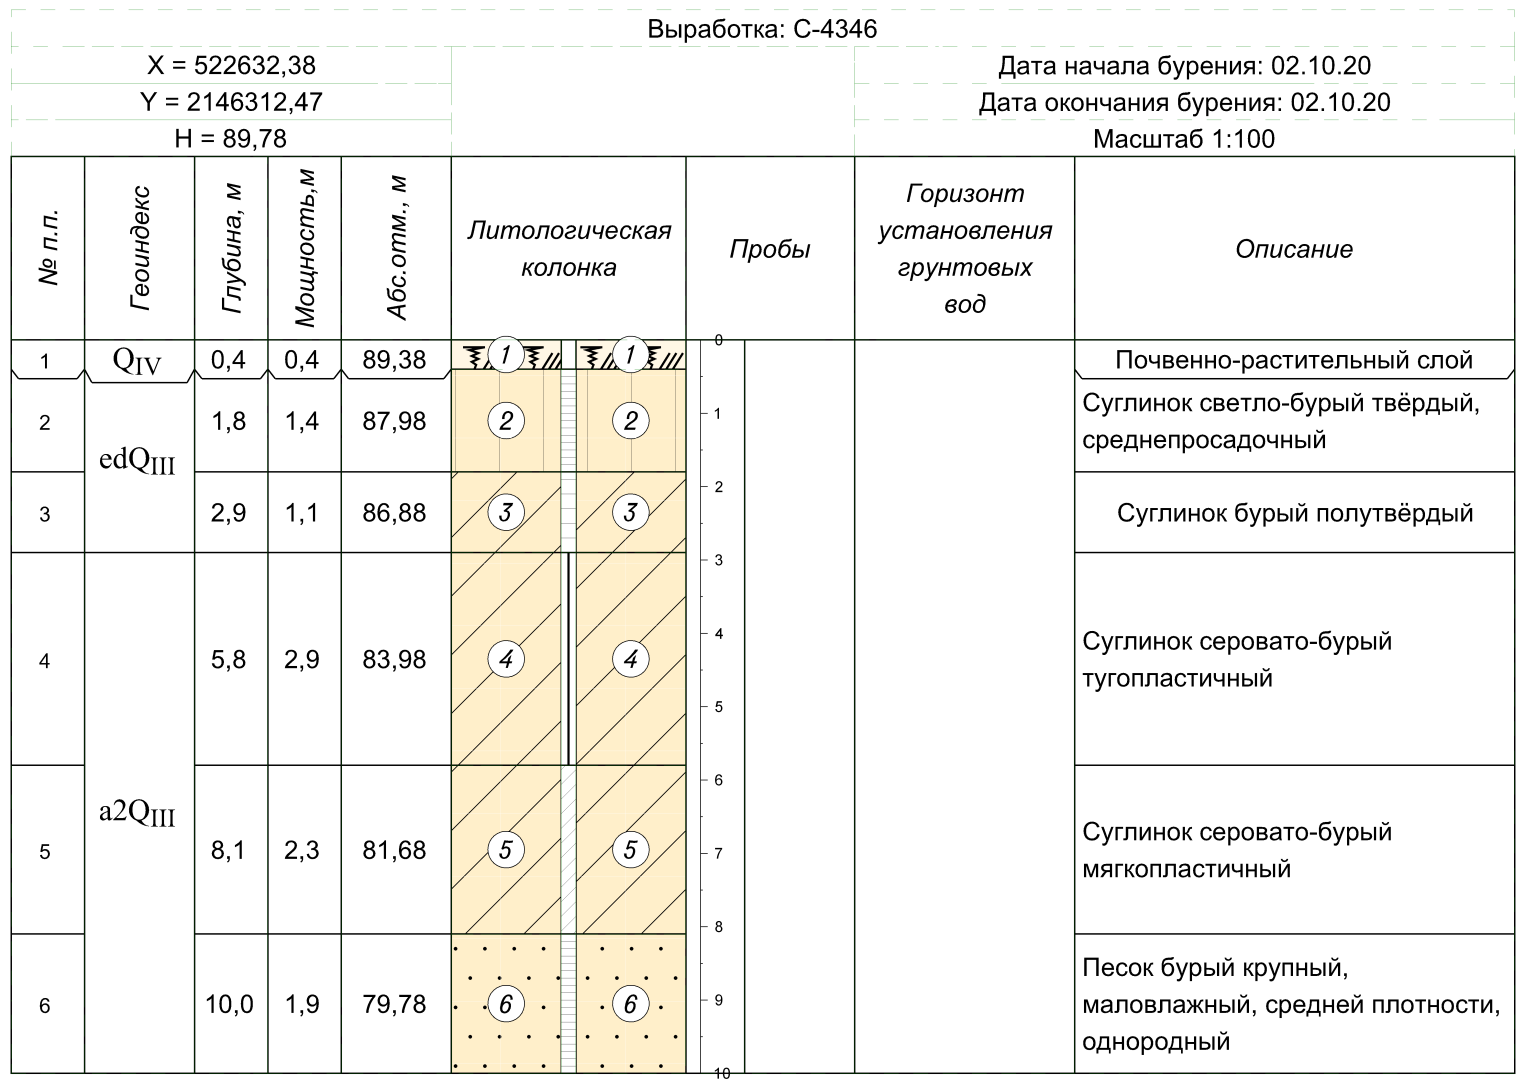 Выработка: С-4346
X = 522632,38
Дата начала бурения: 02.10.20
Y = 2146312,47
Дата окончания бурения: 02.10.20
H = 89,78
Масштаб 1:100
№ п.п.
Геоиндекс
Глубина, м
Мощность,м
Абс.отм., м
Литологическая
колонка
Пробы
Горизонт
установления
грунтовых
вод
Описание
1
QIV
0,4
0,4
89,38
1
1
0
Почвенно-растительный слой
2
edQIII
1,8
1,4
87,98
2
2
1
Суглинок светло-бурый твёрдый,
среднепросадочный
3
2,9
1,1
86,88
3
3
2
Суглинок бурый полутвёрдый
4
a2QIII
5,8
2,9
83,98
4
4
3
4
5
Суглинок серовато-бурый
тугопластичный
5
8,1
2,3
81,68
5
5
6
7
8
Суглинок серовато-бурый
мягкопластичный
6
10,0
1,9
79,78
6
6
9
10
Песок бурый крупный,
маловлажный, средней плотности,
однородный